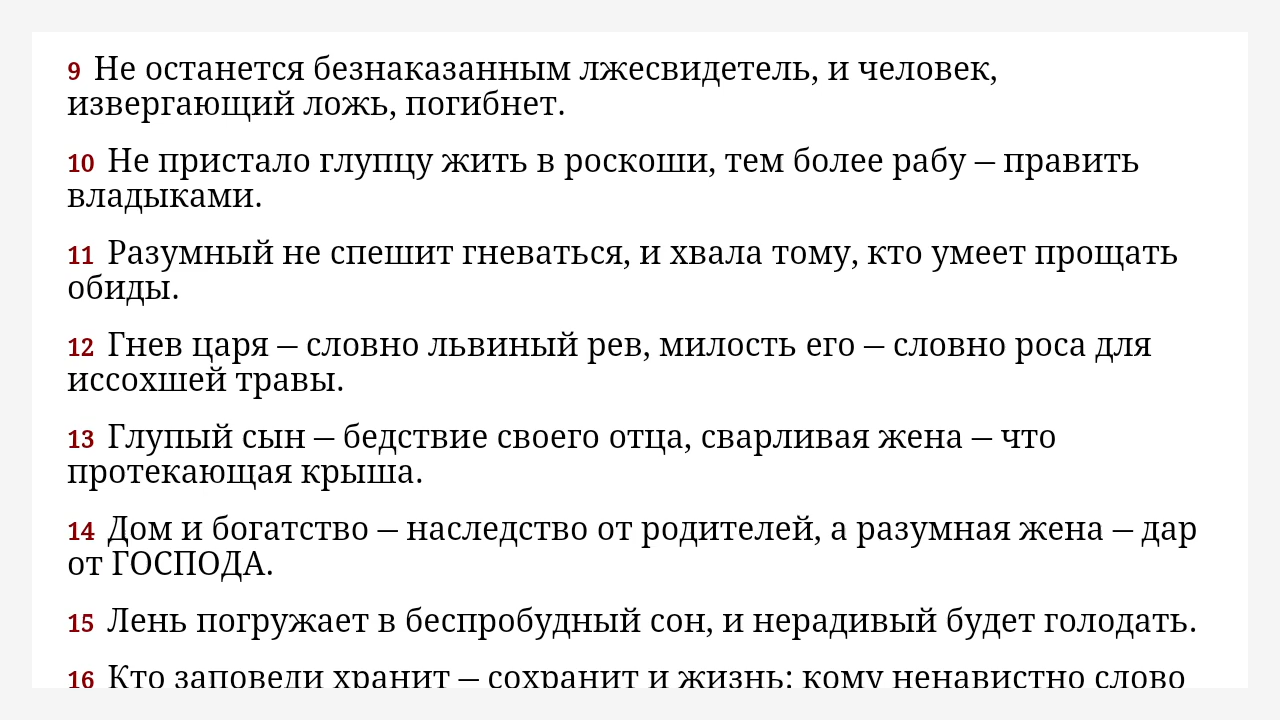 9 Не останется безнаказанным лжесвидетель, и человек,
извергающий ложь, погибнет.
10 Не пристало глупцу жить в роскоши, тем более рабу – править
владыками.
11 Разумный не спешит гневаться, и хвала тому, кто умеет прощать
обиды.
12 Гнев царя – словно львиный рев, милость его – словно роса для
иссохшей травы.
13 Глупый сын – бедствие своего отца, сварливая жена – что
протекающая крыша.
14 Дом и богатство – наследство от родителей, а разумная жена – дар
от ГОСПОДА.
15 Лень погружает в беспробудный сон, и нерадивый будет голодать.
16 Кто заповеди хранит – сохранит и жизнь; кому ненавистно слово